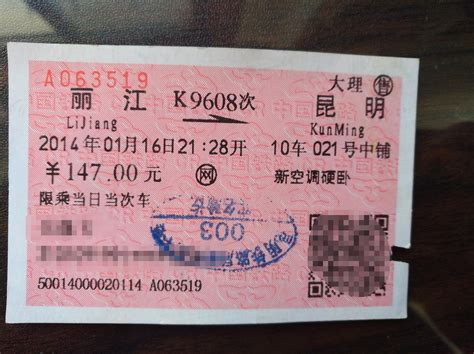 A063519 大理 售
丽江 K9608次 昆明
LiJiang KunMing
2014年01月16日21:28开 10车 021号中铺
¥147.00元 网 新空调硬卧
限乘当日当次车
003
50014000020114 A063519